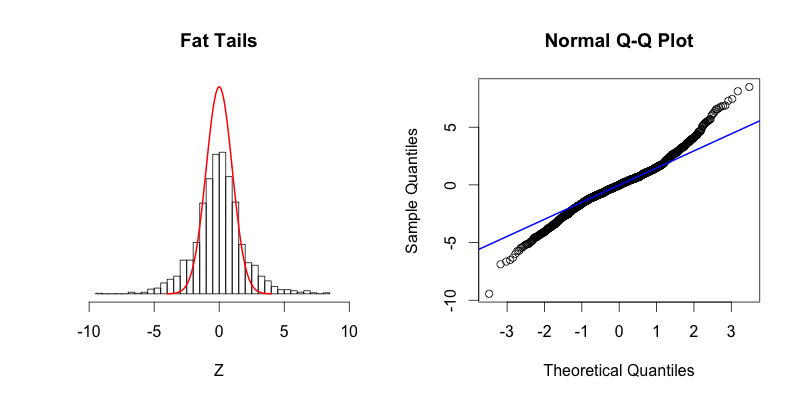 Fat Tails
-10 -5 0 5 10
Z
Normal Q-Q Plot
Sample Quantiles
5
0
-5
-10
-3 -2 -1 0 1 2 3
Theoretical Quantiles